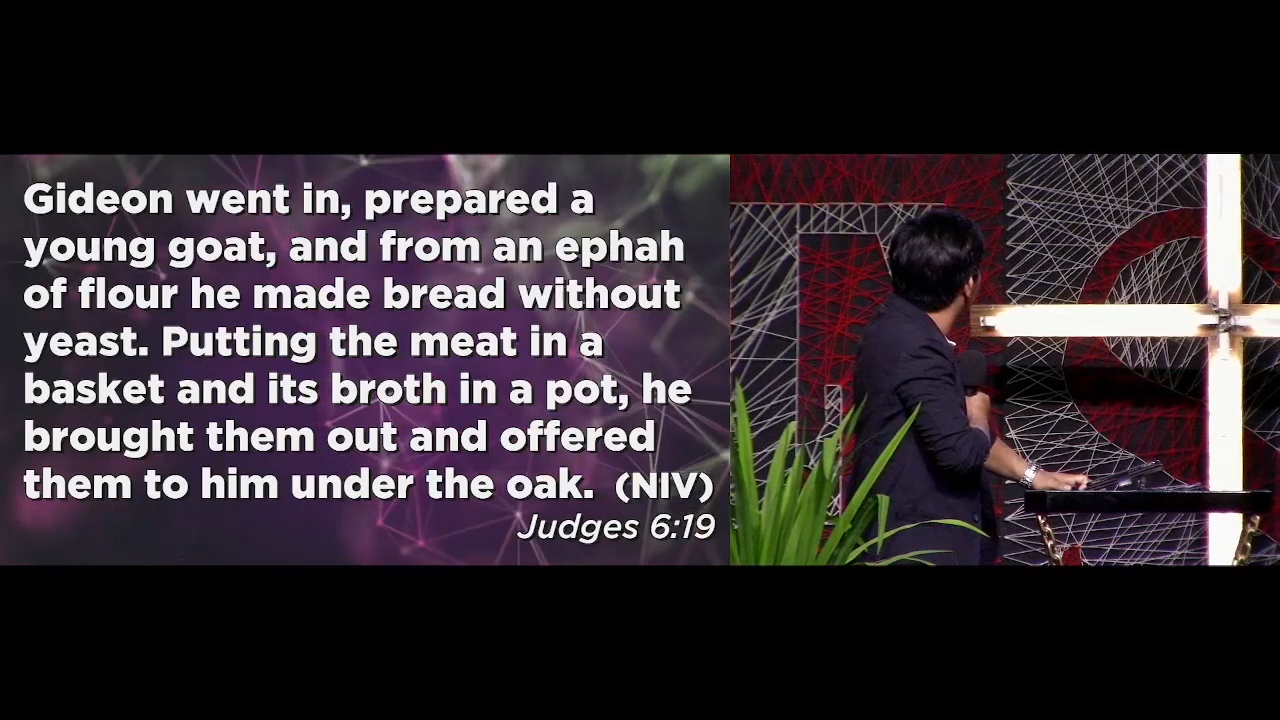 Gideon went in, prepared a
young goat, and from an ephah
of flour he made bread without
yeast. Putting the meat in a
basket and its broth in a pot, he
brought them out and offered
them to him under the oak. (NIV)
Judges 6:19